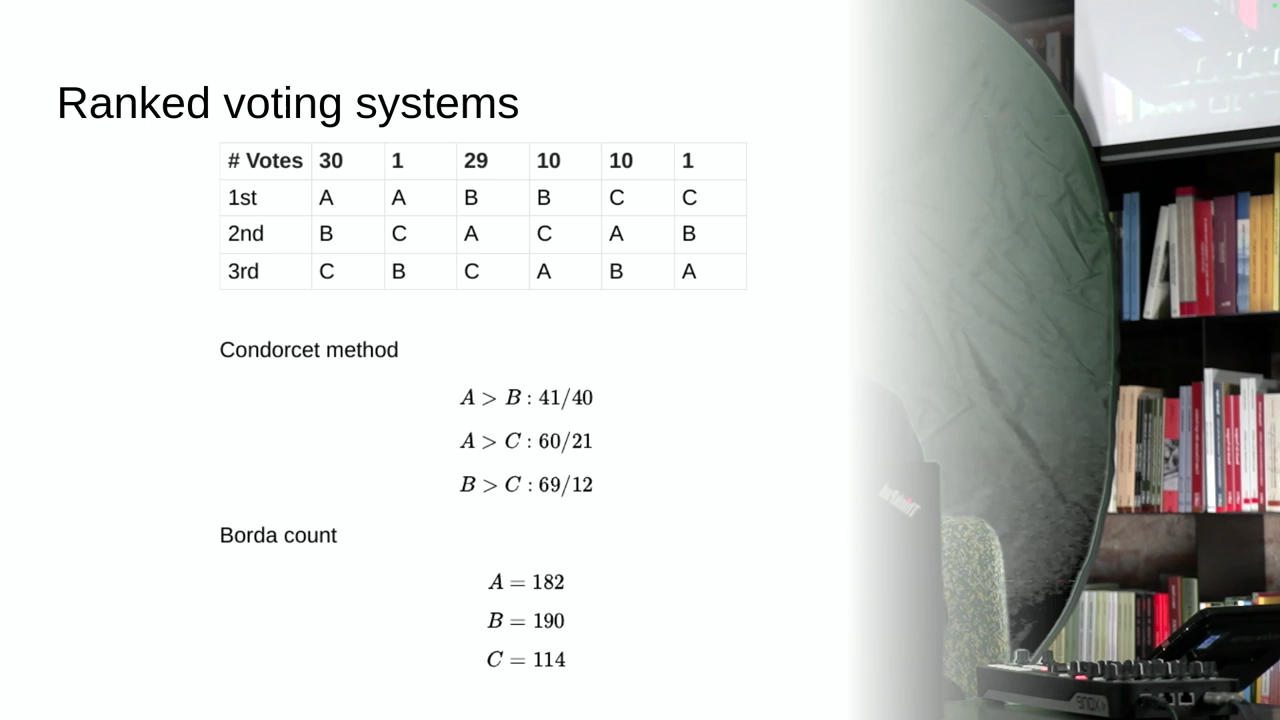 Ranked voting systems
# Votes 30 1 29 10 10 1
1st A A B B C C
2nd B C A C A B
3rd C B C A B A
Condorcet method
A > B : 41/40
A > C : 60/21
B > C : 69/12
Borda count
A = 182
B = 190
C = 114